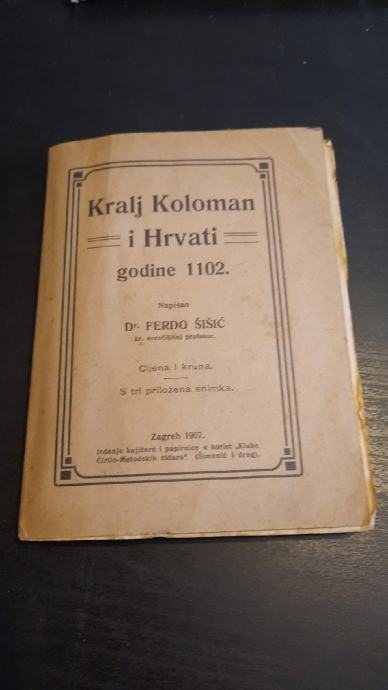 Kralj Koloman
i Hrvati
godine 1102.
Napisao
Dr. FERDO ŠIŠIĆ
kr. sveučilišni profesor.
Cijena 1 kruna.
S tri priložena snimka.
Zagreb 1907.
Izdanje knjižare i papirnice u korist „Kluba
Ćirilo-Metodskih zidara" (Šimunić i drug).